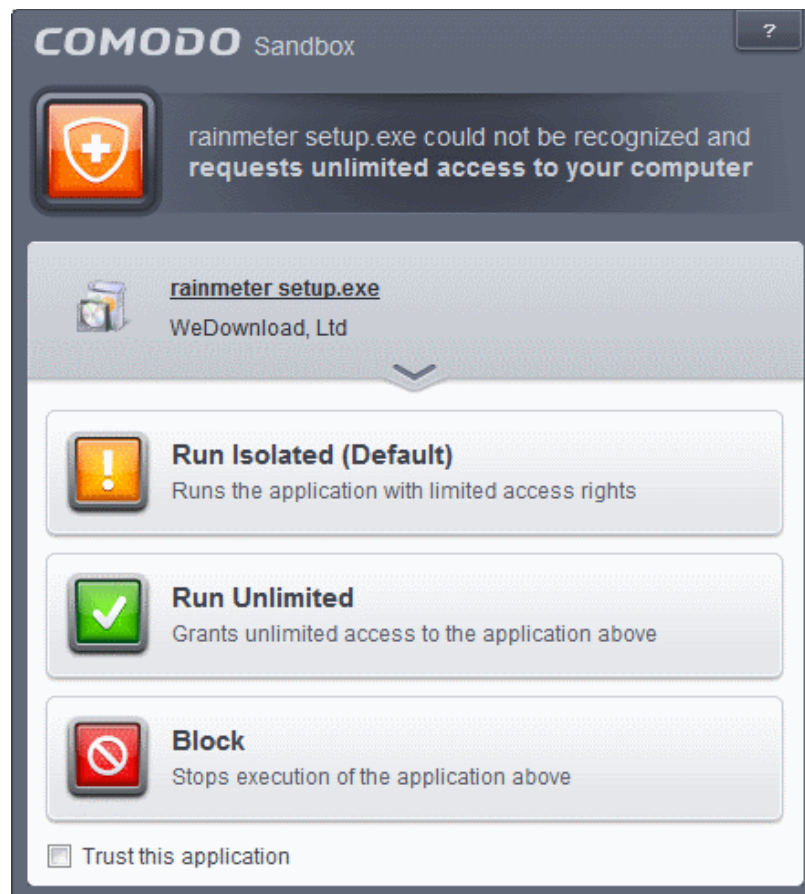 COMODO Sandbox
?
rainmeter setup.exe could not be recognized and
requests unlimited access to your computer
rainmeter setup.exe
WeDownload, Ltd
Run Isolated (Default)
Runs the application with limited access rights
Run Unlimited
Grants unlimited access to the application above
Block
Stops execution of the application above
Trust this application